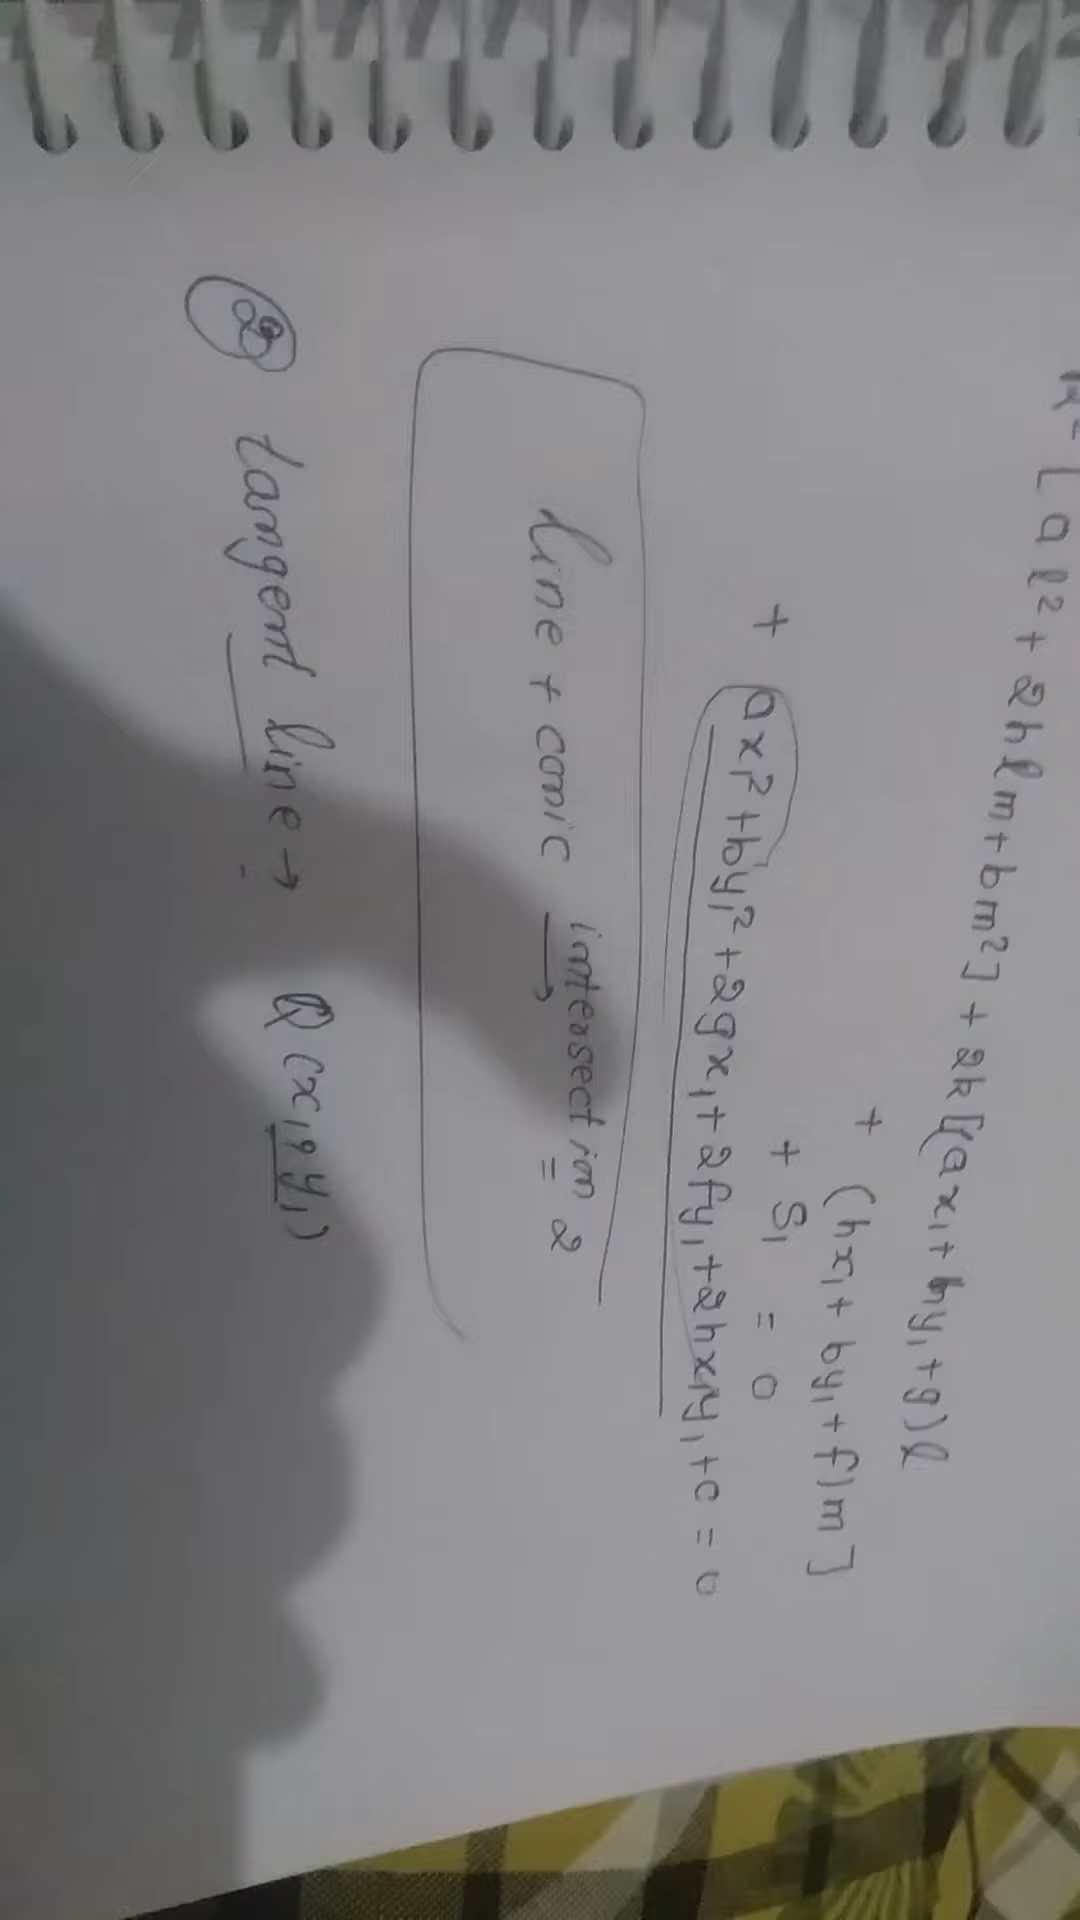 k²[al²+2hlm+bm²]+2k[(ax₁+hy₁+g)l
+ (hx₁+by₁+f)m]
+ S₁ = 0
+ ax₁²+by₁²+2gx₁+2fy₁+2hx₁y₁+c=0
line + conic intersection = 2
② tangent line → Q(x₁,y₁)